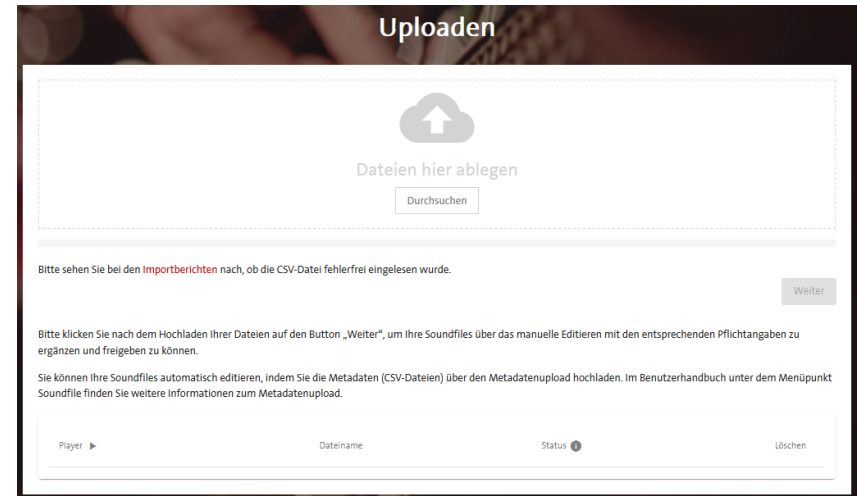 Uploaden
Dateien hier ablegen
Durchsuchen
Bitte sehen Sie bei den Importberichten nach, ob die CSV-Datei fehlerfrei eingelesen wurde.
Weiter
Bitte klicken Sie nach dem Hochladen Ihrer Dateien auf den Button „Weiter“, um Ihre Soundfiles über das manuelle Editieren mit den entsprechenden Pflichtangaben zu
ergänzen und freigeben zu können.
Sie können Ihre Soundfiles automatisch editieren, indem Sie die Metadaten (CSV-Dateien) über den Metadatenupload hochladen. Im Benutzerhandbuch unter dem Menüpunkt
Soundfile finden Sie weitere Informationen zum Metadatenupload.
Player Dateiname Status Löschen